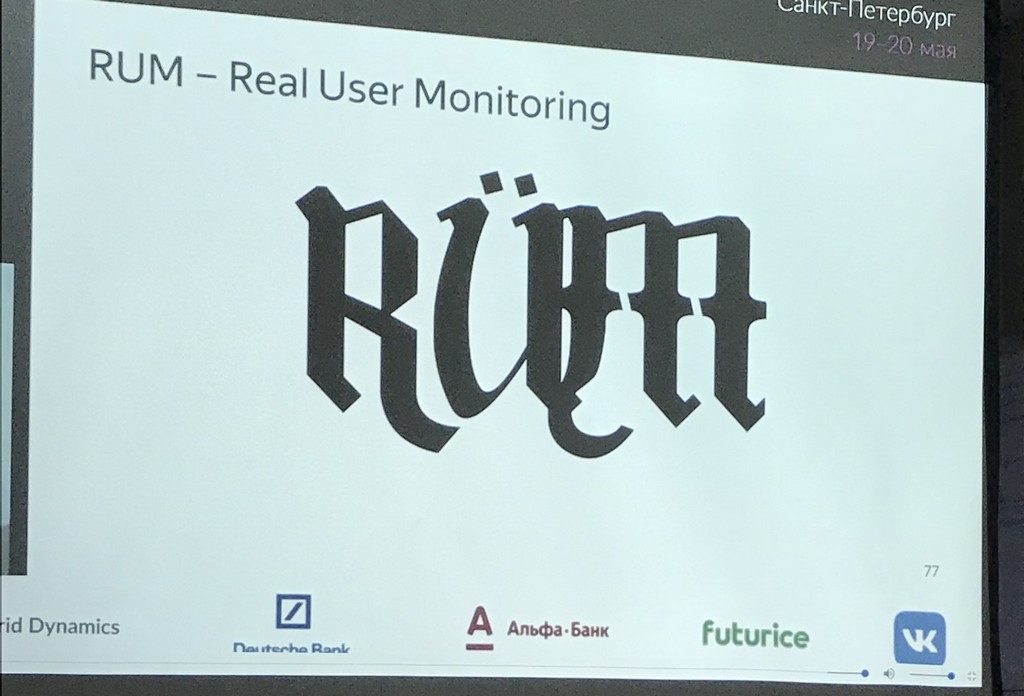 Санкт-Петербург
19-20 мая
RUM – Real User Monitoring
RÜM
77
rid Dynamics
Deutsche Bank
Альфа·Банк
futurice
VK